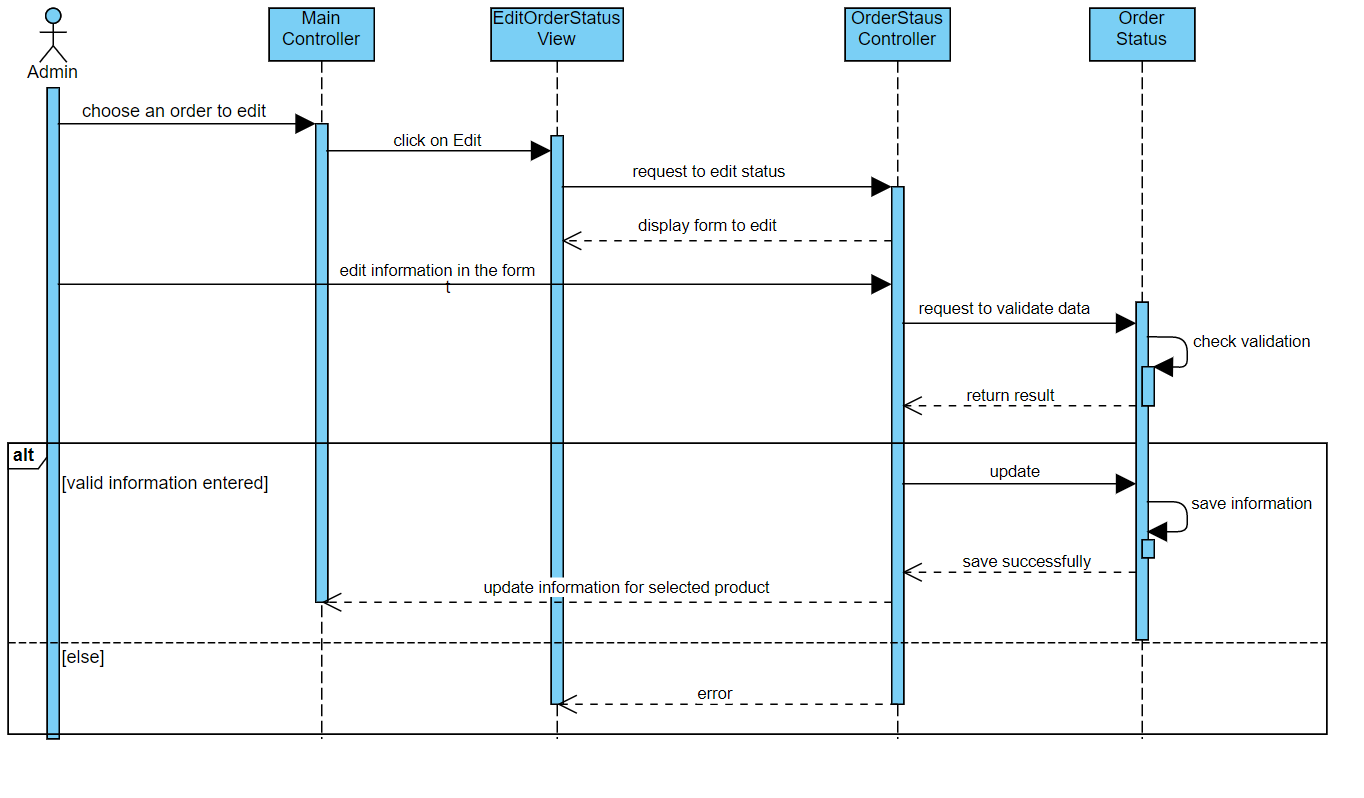 Main
Controller
EditOrderStatus
View
OrderStaus
Controller
Order
Status
Admin
choose an order to edit
click on Edit
request to edit status
display form to edit
edit information in the form
t
request to validate data
check validation
return result
alt
[valid information entered]
update
save information
save successfully
update information for selected product
[else]
error